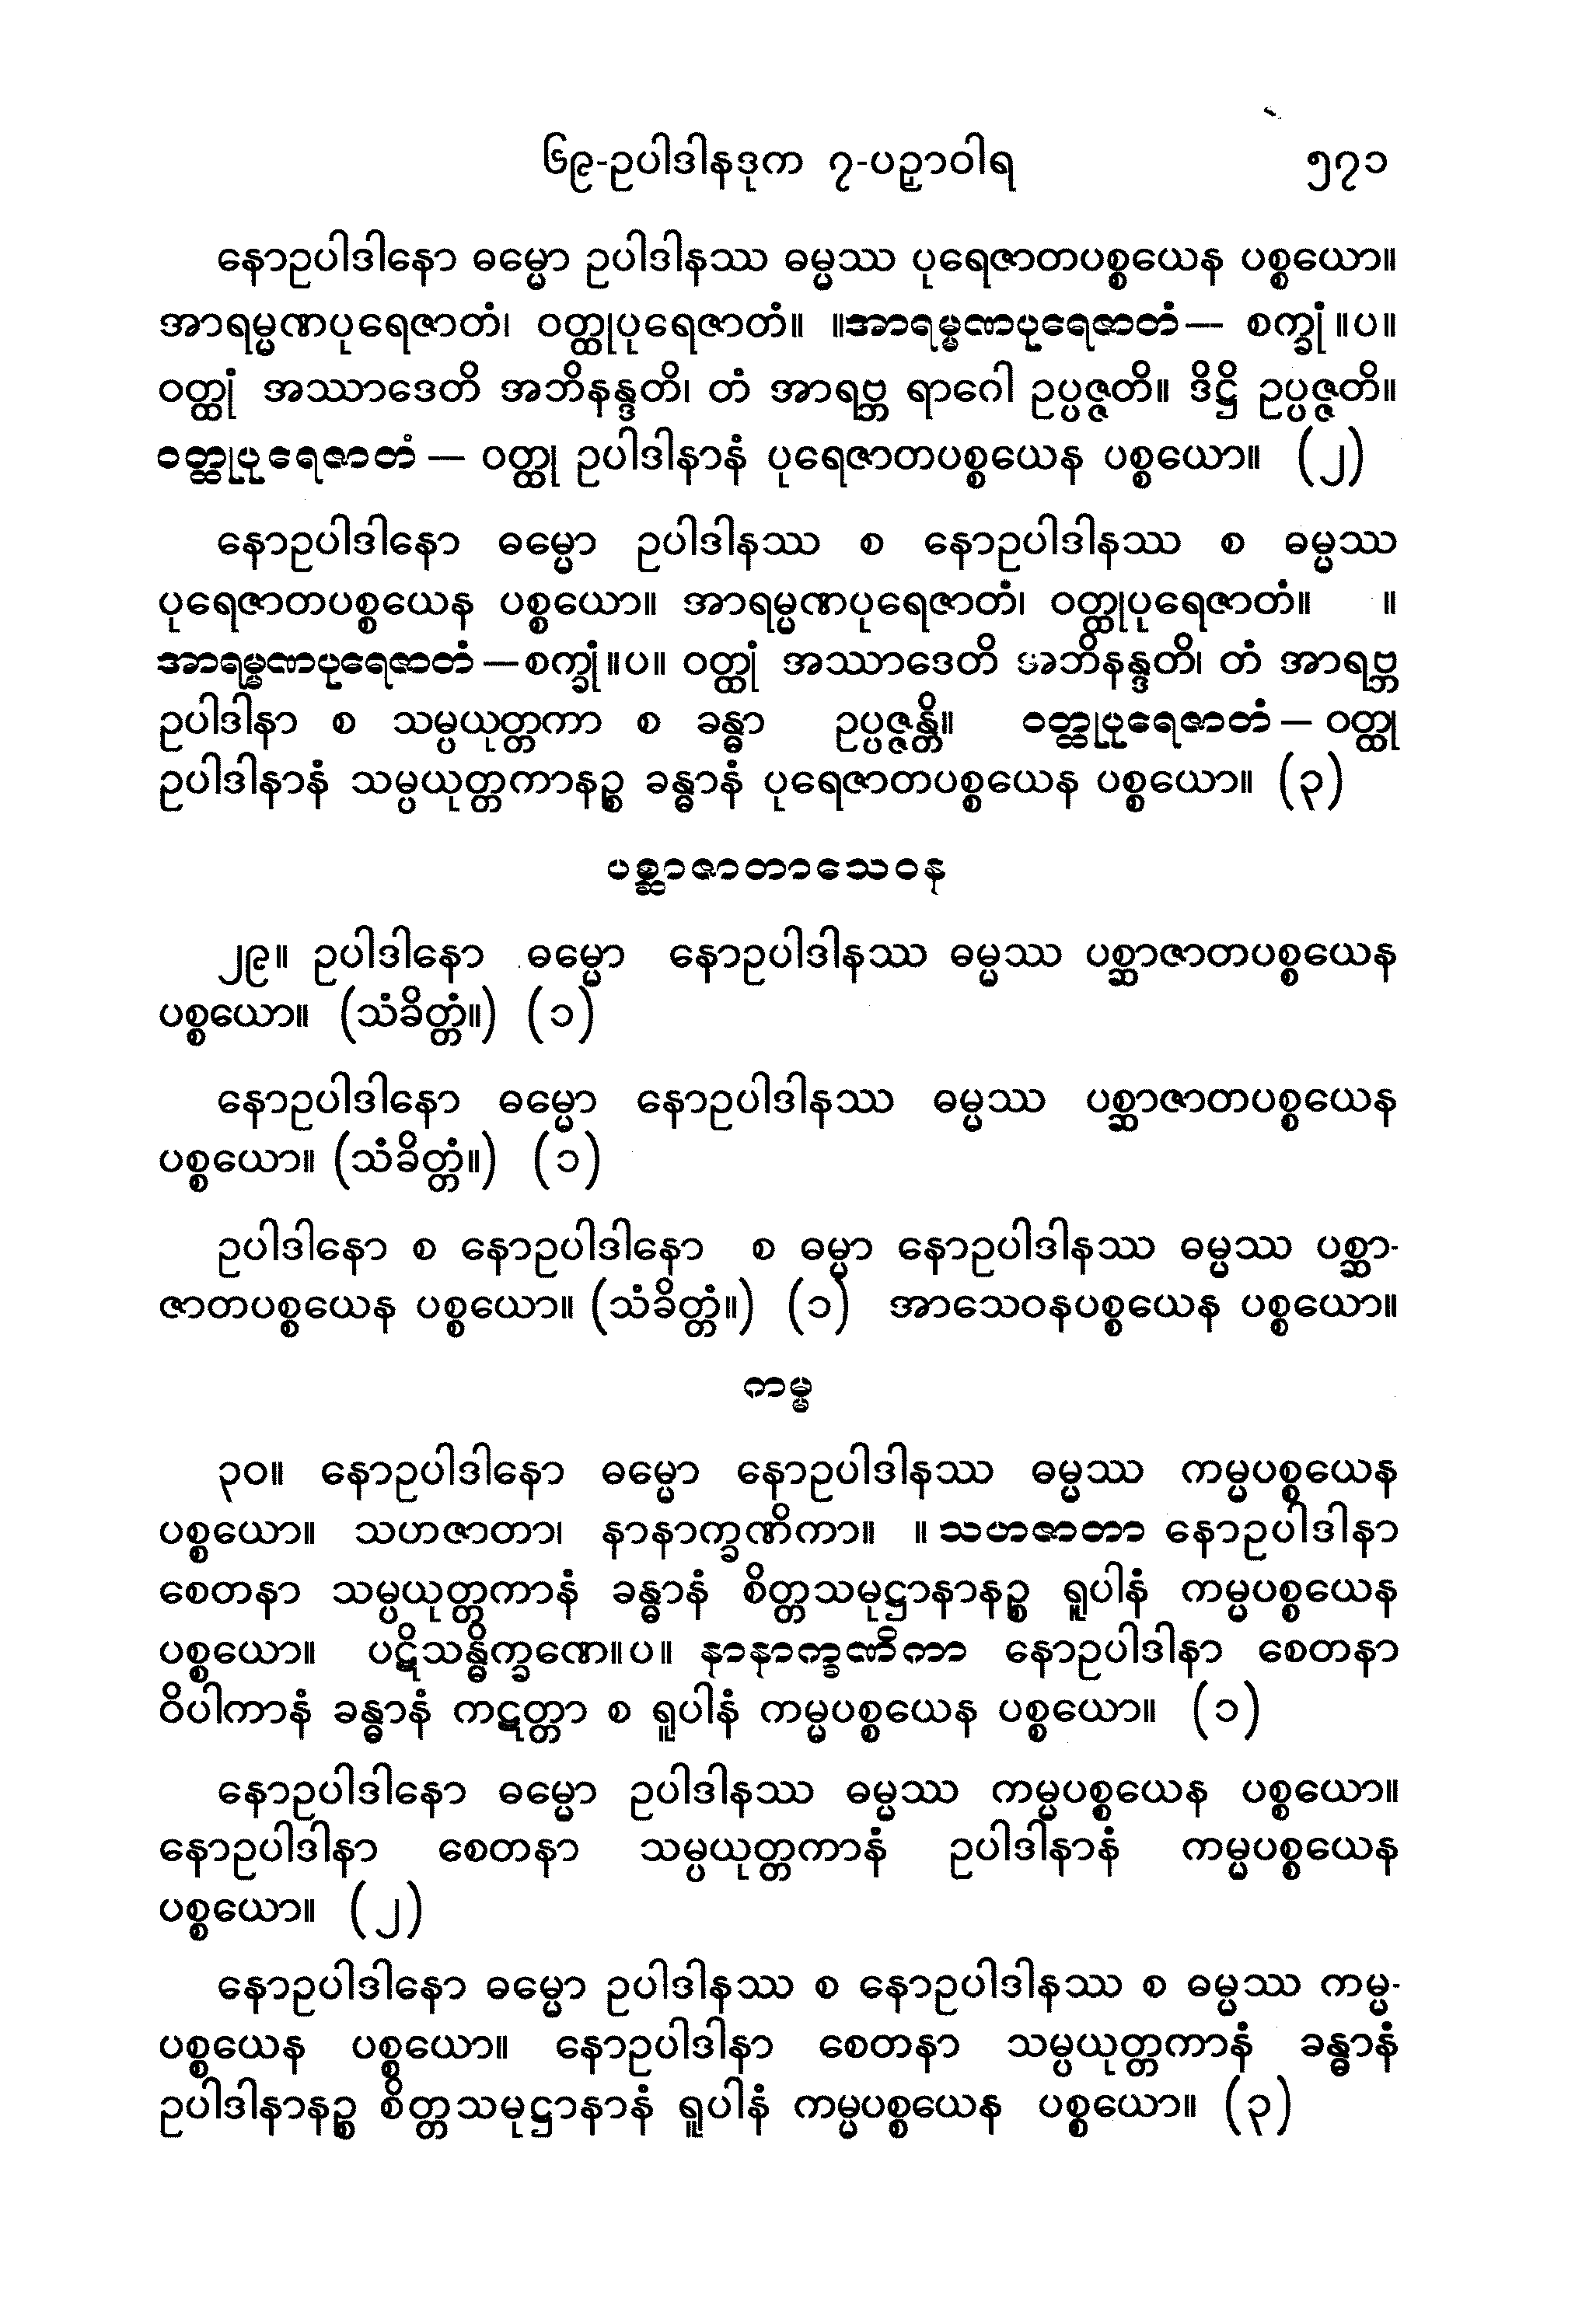 ၆၉-ဥပါဒါနဒုက ၇-ပဉှာဝါရ ၅၇၁
နောဥပါဒါနော ဓမ္မော ဥပါဒါနဿ ဓမ္မဿ ပုရေဇာတပစ္စယေန ပစ္စယော။
အာရမ္မဏပုရေဇာတံ၊ ဝတ္ထုပုရေဇာတံ။ ။အာရမ္မဏပုရေဇာတံ— စက္ခုံ ။ပ။
ဝတ္ထုံ အဿာဒေတိ အဘိနန္ဒတိ၊ တံ အာရဗ္ဘ ရာဂေါ ဥပ္ပဇ္ဇတိ။ ဒိဋ္ဌိ ဥပ္ပဇ္ဇတိ။
ဝတ္ထုပုရေဇာတံ — ဝတ္ထု ဥပါဒါနာနံ ပုရေဇာတပစ္စယေန ပစ္စယော။ (၂)
နောဥပါဒါနော ဓမ္မော ဥပါဒါနဿ စ နောဥပါဒါနဿ စ ဓမ္မဿ
ပုရေဇာတပစ္စယေန ပစ္စယော။ အာရမ္မဏပုရေဇာတံ၊ ဝတ္ထုပုရေဇာတံ။ ။
အာရမ္မဏပုရေဇာတံ —စက္ခုံ။ပ။ ဝတ္ထုံ အဿာဒေတိ အဘိနန္ဒတိ၊ တံ အာရဗ္ဘ
ဥပါဒါနာ စ သမ္ပယုတ္တကာ စ ခန္ဓာ ဥပ္ပဇ္ဇန္တိ။ ဝတ္ထုပုရေဇာတံ — ဝတ္ထု
ဥပါဒါနာနံ သမ္ပယုတ္တကာနဉ္စ ခန္ဓာနံ ပုရေဇာတပစ္စယေန ပစ္စယော။ (၃)
ပစ္ဆာဇာတာသေဝန
၂၉။ ဥပါဒါနော ဓမ္မော နောဥပါဒါနဿ ဓမ္မဿ ပစ္ဆာဇာတပစ္စယေန
ပစ္စယော။ (သံခိတ္တံ။) (၁)
နောဥပါဒါနော ဓမ္မော နောဥပါဒါနဿ ဓမ္မဿ ပစ္ဆာဇာတပစ္စယေန
ပစ္စယော။ (သံခိတ္တံ။) (၁)
ဥပါဒါနော စ နောဥပါဒါနော စ ဓမ္မာ နောဥပါဒါနဿ ဓမ္မဿ ပစ္ဆာ-
ဇာတပစ္စယေန ပစ္စယော။ (သံခိတ္တံ။) (၁) အာသေဝနပစ္စယေန ပစ္စယော။
ကမ္မ
၃၀။ နောဥပါဒါနော ဓမ္မော နောဥပါဒါနဿ ဓမ္မဿ ကမ္မပစ္စယေန
ပစ္စယော။ သဟဇာတာ၊ နာနာက္ခဏိကာ။ ။ သဟဇာတာ နောဥပါဒါနာ
စေတနာ သမ္ပယုတ္တကာနံ ခန္ဓာနံ စိတ္တသမုဋ္ဌာနာနဉ္စ ရူပါနံ ကမ္မပစ္စယေန
ပစ္စယော။ ပဋိသန္ဓိက္ခဏေ။ပ။ နာနာက္ခဏိကာ နောဥပါဒါနာ စေတနာ
ဝိပါကာနံ ခန္ဓာနံ ကဋတ္တာ စ ရူပါနံ ကမ္မပစ္စယေန ပစ္စယော။ (၁)
နောဥပါဒါနော ဓမ္မော ဥပါဒါနဿ ဓမ္မဿ ကမ္မပစ္စယေန ပစ္စယော။
နောဥပါဒါနာ စေတနာ သမ္ပယုတ္တကာနံ ဥပါဒါနာနံ ကမ္မပစ္စယေန
ပစ္စယော။ (၂)
နောဥပါဒါနော ဓမ္မော ဥပါဒါနဿ စ နောဥပါဒါနဿ စ ဓမ္မဿ ကမ္မ-
ပစ္စယေန ပစ္စယော။ နောဥပါဒါနာ စေတနာ သမ္ပယုတ္တကာနံ ခန္ဓာနံ
ဥပါဒါနာနဉ္စ စိတ္တသမုဋ္ဌာနာနံ ရူပါနံ ကမ္မပစ္စယေန ပစ္စယော။ (၃)